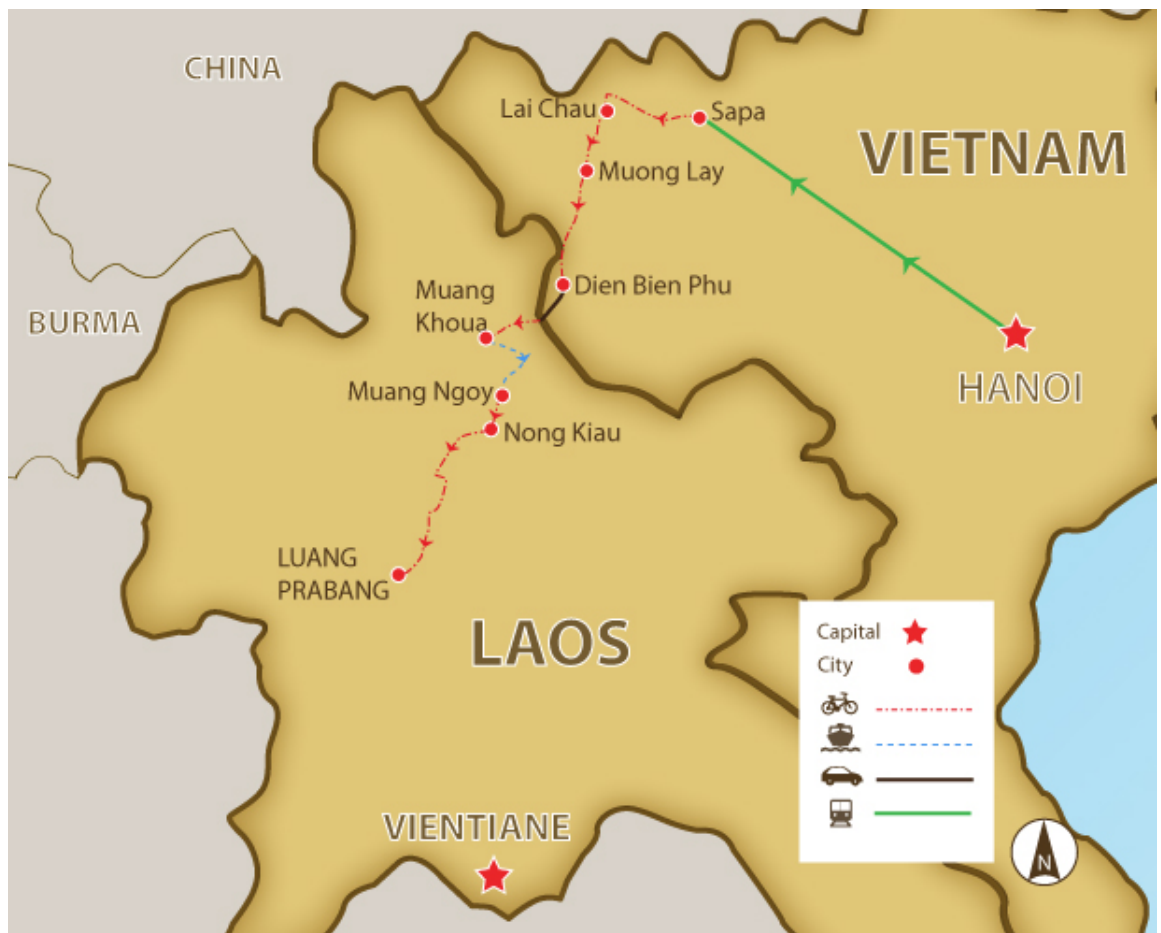 CHINA
Lai Chau
Sapa
VIETNAM
Muong Lay
Dien Bien Phu
Muang
Khoua
BURMA
HANOI
Muang Ngoy
Nong Kiau
LUANG
PRABANG
LAOS
Capital
City
VIENTIANE
N